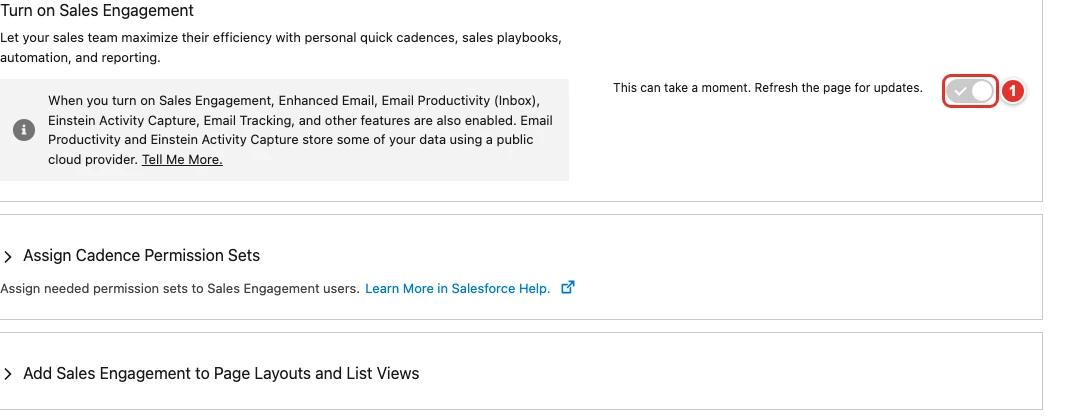 Turn on Sales Engagement
Let your sales team maximize their efficiency with personal quick cadences, sales playbooks,
automation, and reporting.
This can take a moment. Refresh the page for updates.
1
When you turn on Sales Engagement, Enhanced Email, Email Productivity (Inbox),
Einstein Activity Capture, Email Tracking, and other features are also enabled. Email
Productivity and Einstein Activity Capture store some of your data using a public
cloud provider. Tell Me More.
Assign Cadence Permission Sets
Assign needed permission sets to Sales Engagement users. Learn More in Salesforce Help.
Add Sales Engagement to Page Layouts and List Views